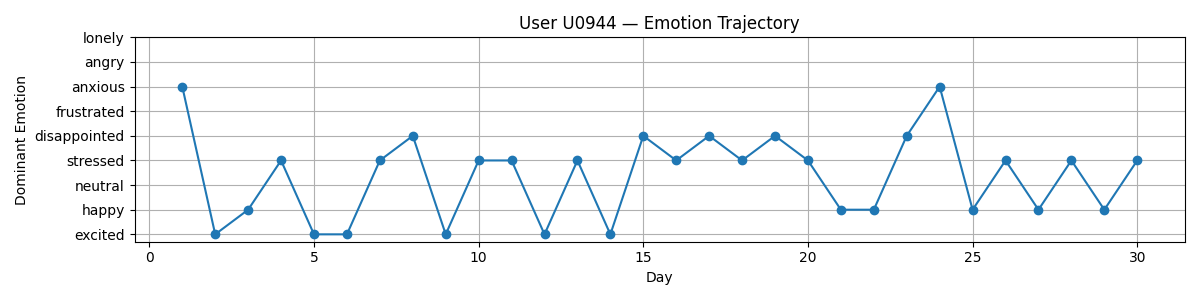 User U0944 — Emotion Trajectory
Dominant Emotion
lonely
angry
anxious
frustrated
disappointed
stressed
neutral
happy
excited
0 5 10 15 20 25 30
Day